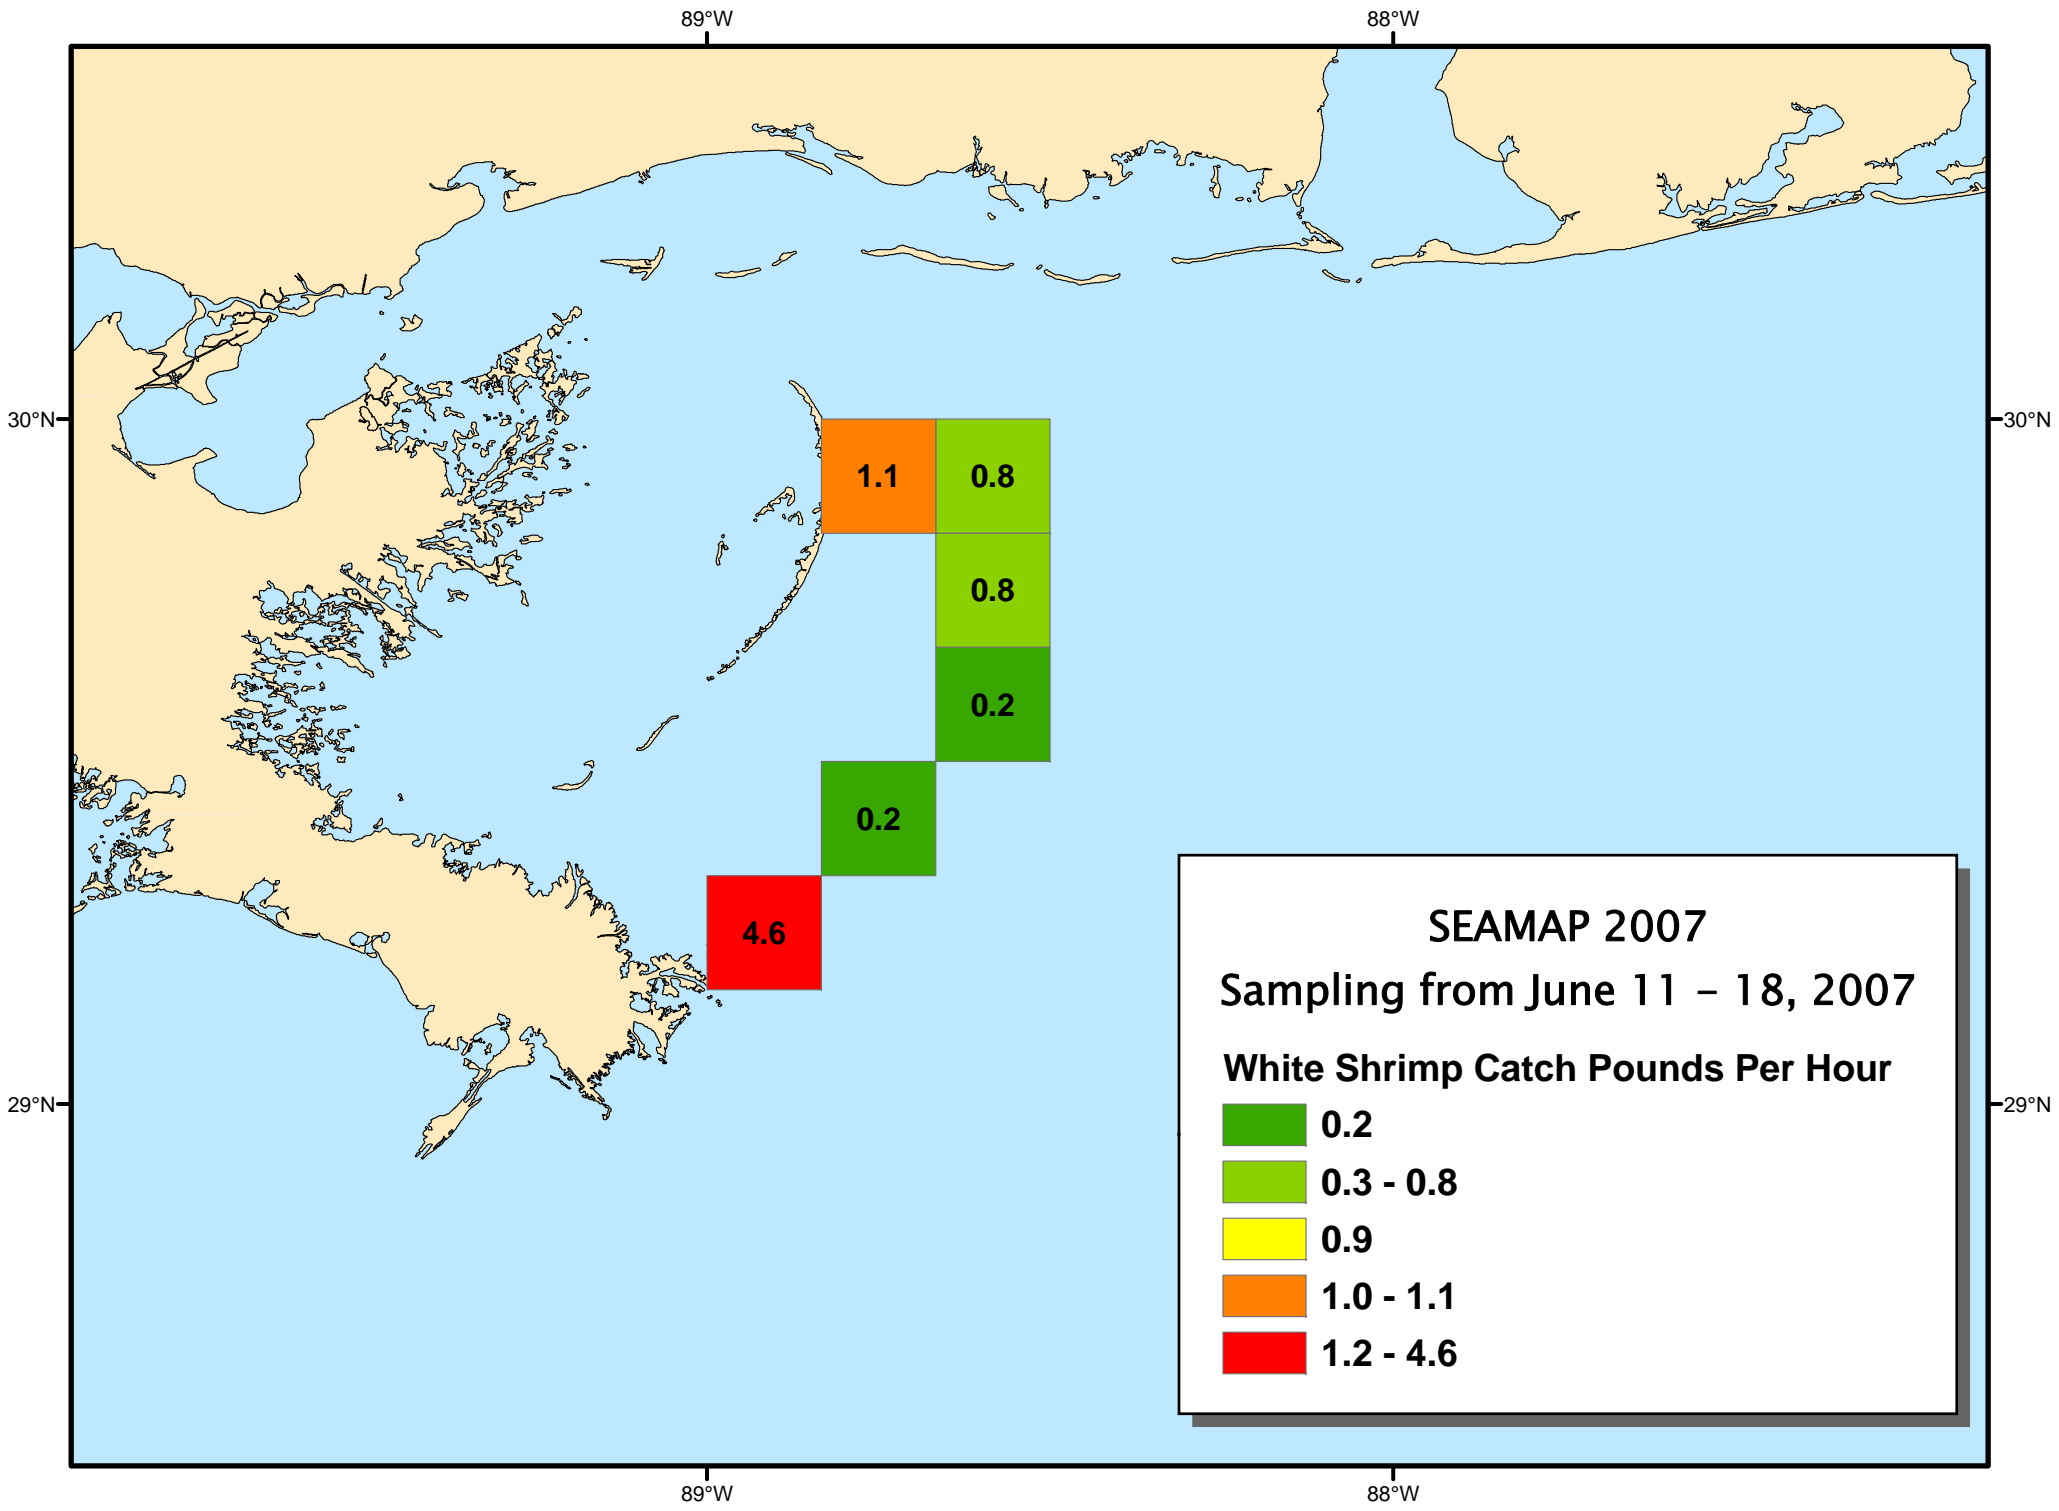 89°W
88°W
30°N
30°N
1.1
0.8
0.8
0.2
0.2
4.6
SEAMAP 2007
Sampling from June 11 – 18, 2007
White Shrimp Catch Pounds Per Hour
0.2
0.3 - 0.8
0.9
1.0 - 1.1
1.2 - 4.6
29°N
29°N
89°W
88°W